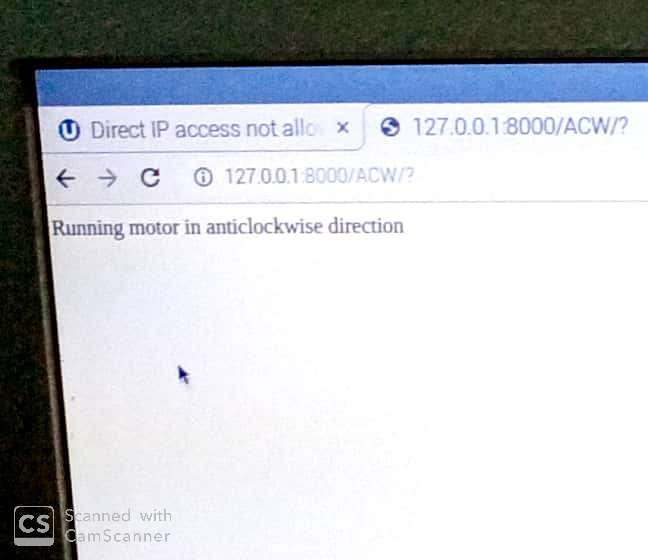 Direct IP access not allo
127.0.0.1:8000/ACW/?
127.0.0.1:8000/ACW/?
Running motor in anticlockwise direction
CS Scanned with
CamScanner